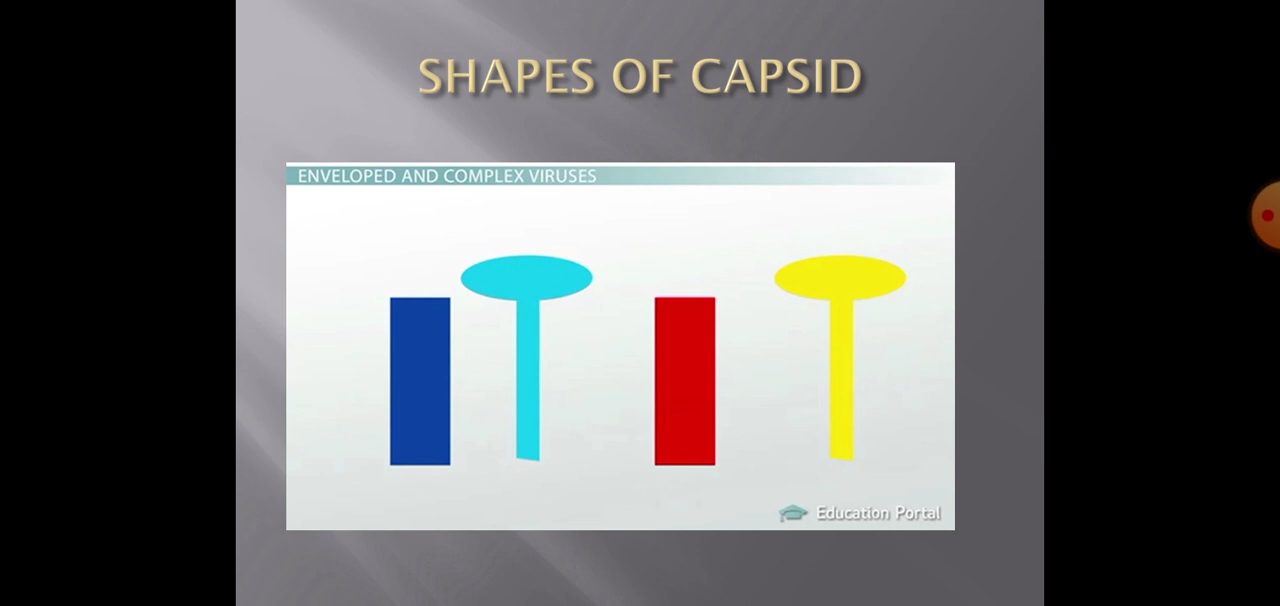 SHAPES OF CAPSID
ENVELOPED AND COMPLEX VIRUSES
Education Portal